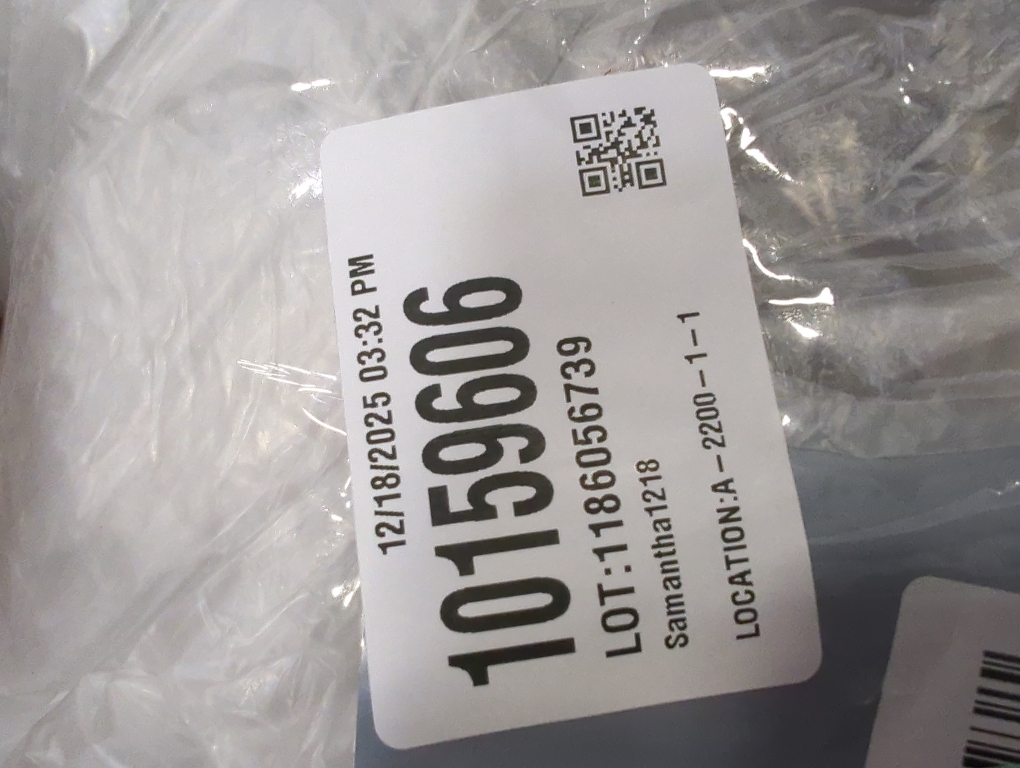 12/18/2025 03:32 PM
10159606
LOT:1186056739
Samantha1218
LOCATION:A-2200-1-1